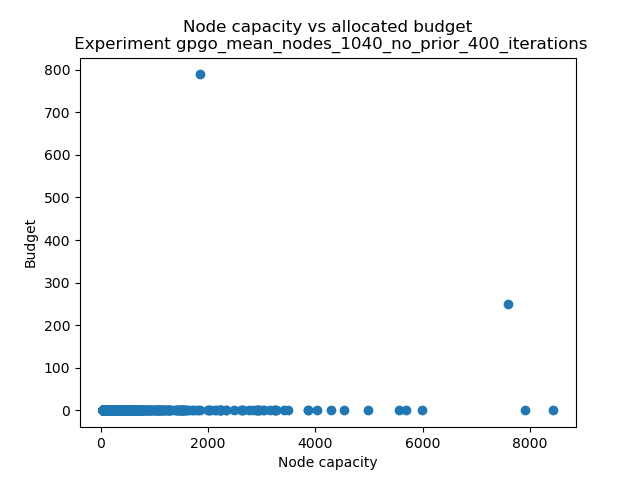 Node capacity vs allocated budget
Experiment gpgo_mean_nodes_1040_no_prior_400_iterations
800
700
600
500
400
300
200
100
0
Budget
0 2000 4000 6000 8000
Node capacity